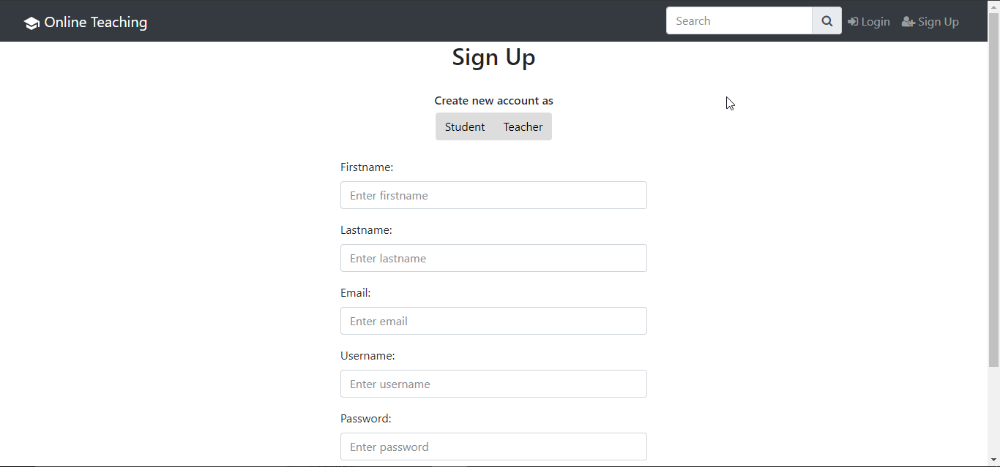 Online Teaching Search Login Sign Up
Sign Up
Create new account as
Student Teacher
Firstname:
Enter firstname
Lastname:
Enter lastname
Email:
Enter email
Username:
Enter username
Password:
Enter password